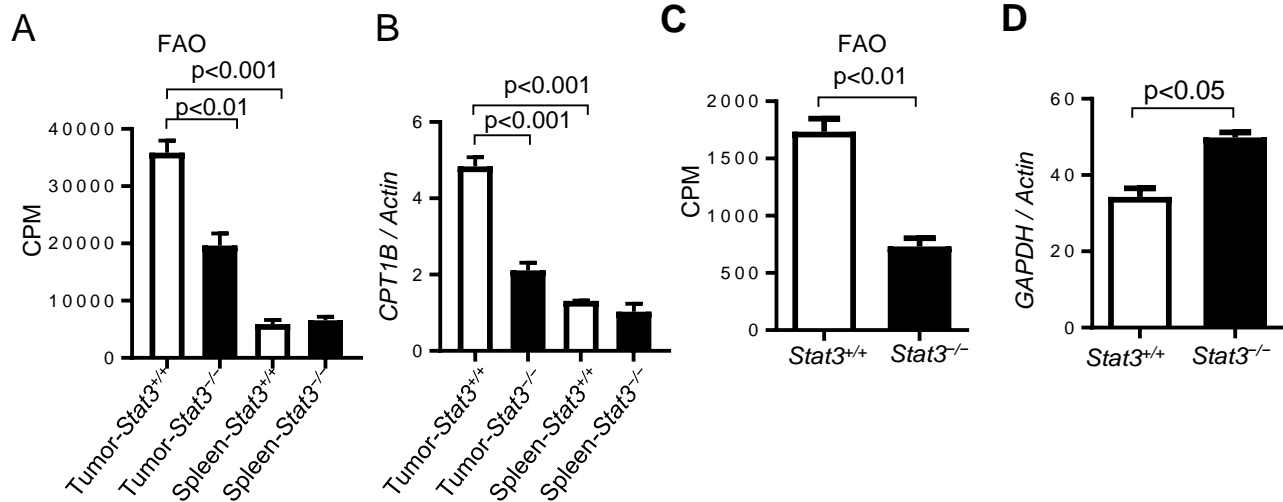 A
FAO
p<0.001
p<0.01
40000
30000
20000
10000
0
CPM
Tumor-Stat3+/+
Tumor-Stat3–/–
Spleen-Stat3+/+
Spleen-Stat3–/–
B
p<0.001
p<0.001
6
4
2
0
CPT1B / Actin
Tumor-Stat3+/+
Tumor-Stat3–/–
Spleen-Stat3+/+
Spleen-Stat3–/–
C
FAO
p<0.01
2000
1500
1000
500
0
CPM
Stat3+/+
Stat3–/–
D
p<0.05
60
40
20
0
GAPDH / Actin
Stat3+/+
Stat3–/–